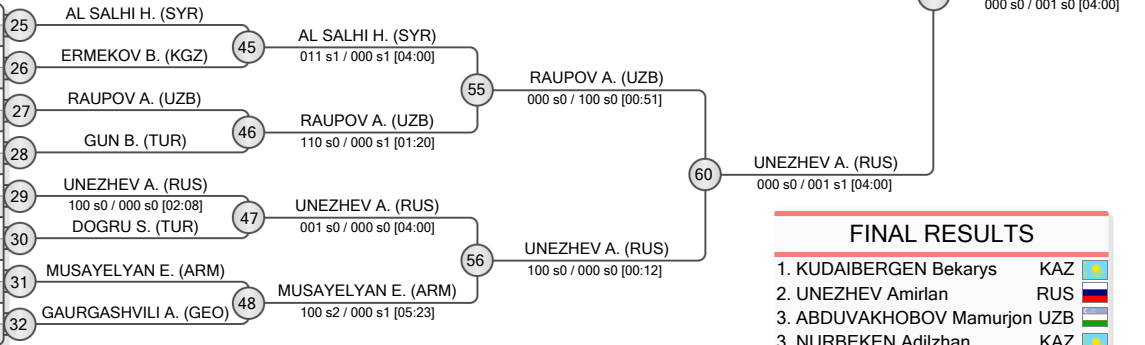 000 s0 / 001 s0 [04:00]
25
AL SALHI H. (SYR)
45
AL SALHI H. (SYR)
011 s1 / 000 s1 [04:00]
26
ERMEKOV B. (KGZ)
55
RAUPOV A. (UZB)
000 s0 / 100 s0 [00:51]
27
RAUPOV A. (UZB)
46
RAUPOV A. (UZB)
110 s0 / 000 s1 [01:20]
28
GUN B. (TUR)
60
UNEZHEV A. (RUS)
000 s0 / 001 s1 [04:00]
29
UNEZHEV A. (RUS)
100 s0 / 000 s0 [02:08]
47
UNEZHEV A. (RUS)
001 s0 / 000 s0 [04:00]
30
DOGRU S. (TUR)
56
UNEZHEV A. (RUS)
100 s0 / 000 s0 [00:12]
31
MUSAYELYAN E. (ARM)
48
MUSAYELYAN E. (ARM)
100 s2 / 000 s1 [05:23]
32
GAURGASHVILI A. (GEO)
FINAL RESULTS
1. KUDAIBERGEN Bekarys KAZ
2. UNEZHEV Amirlan RUS
3. ABDUVAKHOBOV Mamurjon UZB
3. NURBEKEN Adilzhan KAZ